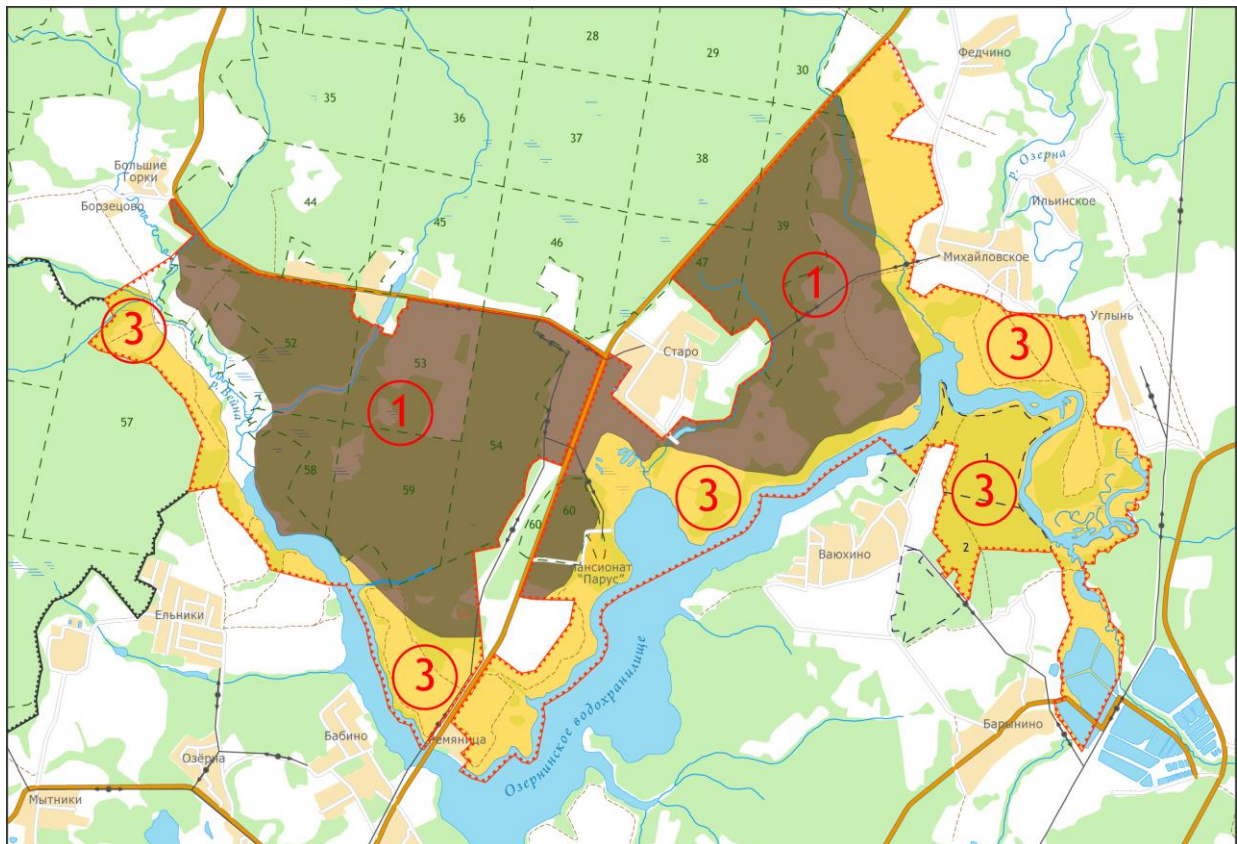 28
29
30
Федчино
35
36
37
38
Большие
Горки
Борзецово
р. Озерна
Ильинское
44
45
46
39
47
Михайловское
1
3
Углынь
3
52
53
Старо
р. Вейна
1
57
54
58
59
1
3
3
60
60
Пансионат
"Парус"
Ваюхино
2
Ельники
3
Озернинское водохранилище
Бабино
Ремяница
Барынино
Озёрна
Мытники